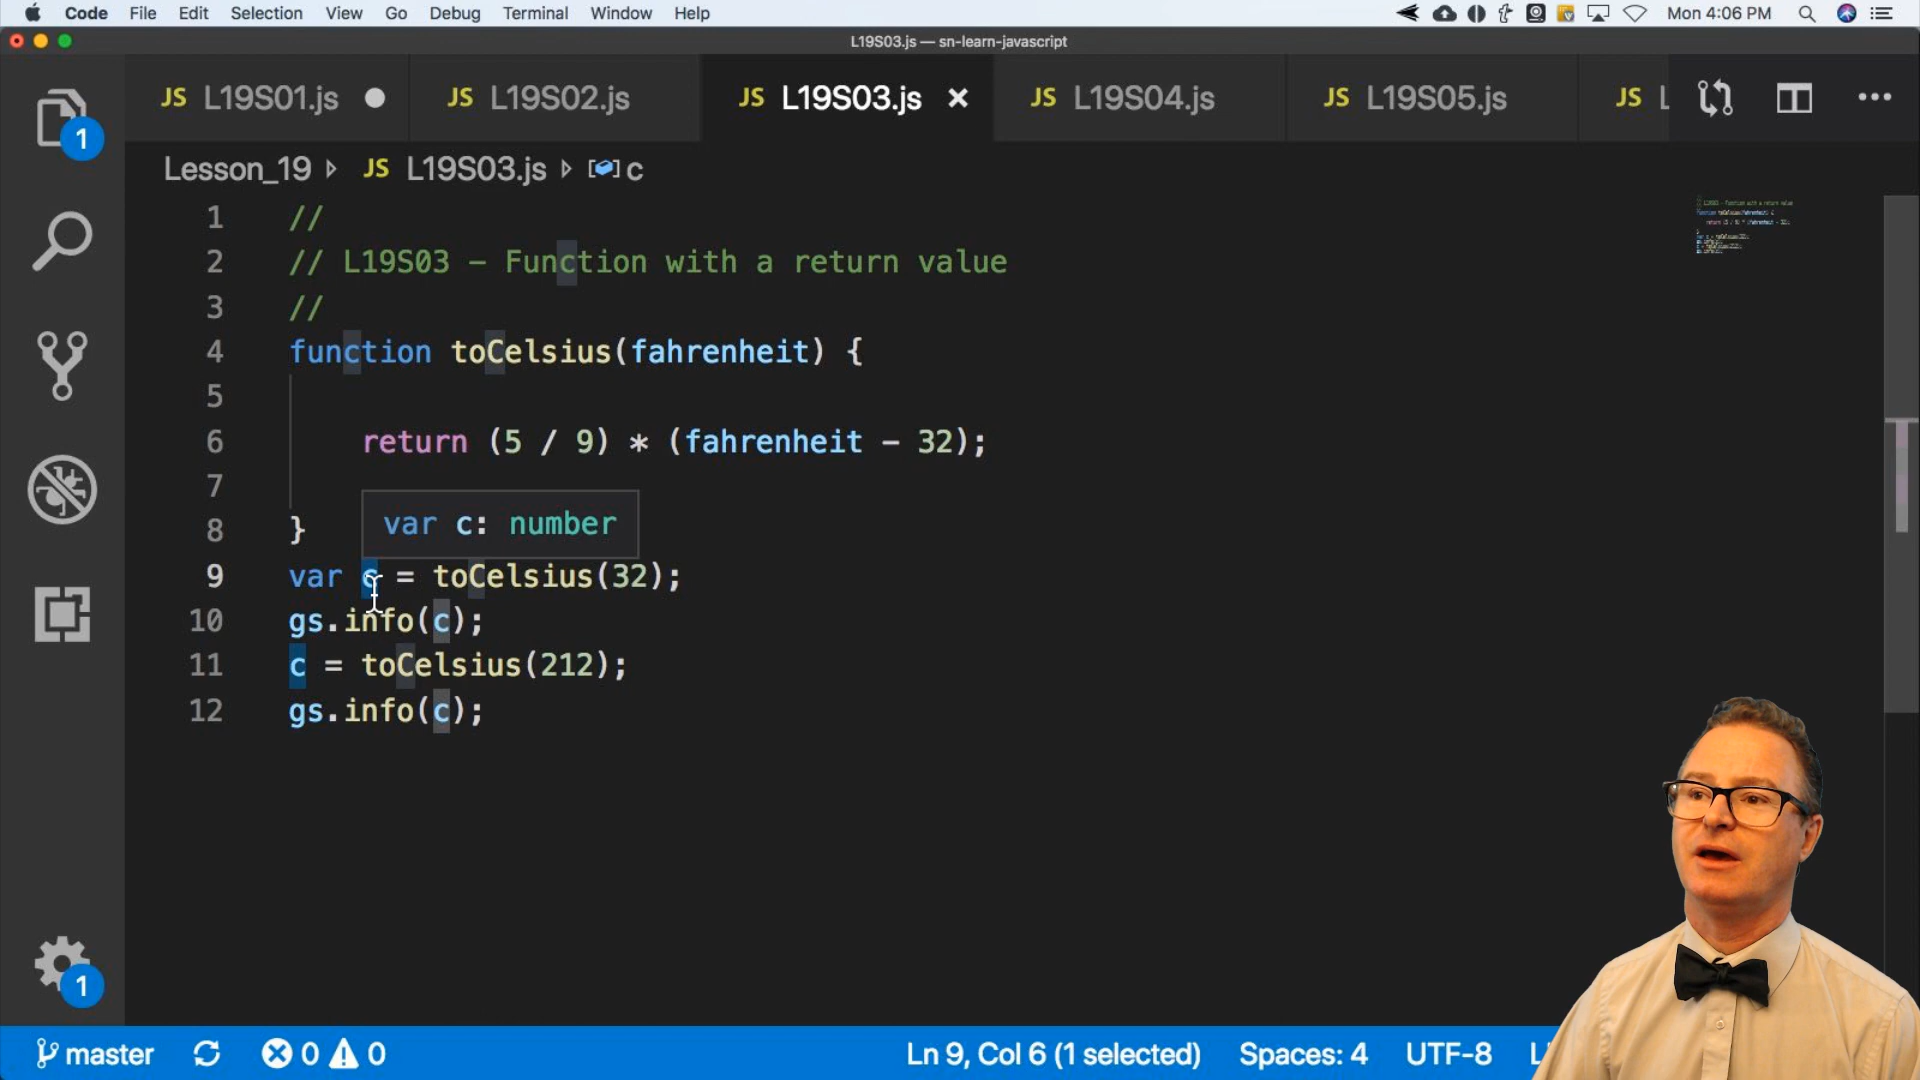 Code File Edit Selection View Go Debug Terminal Window Help Mon 4:06 PM
L19S03.js — sn-learn-javascript
JS L19S01.js JS L19S02.js JS L19S03.js JS L19S04.js JS L19S05.js JS L
Lesson_19 JS L19S03.js c
1 //
2 // L19S03 - Function with a return value
3 //
4 function toCelsius(fahrenheit) {
5
6 return (5 / 9) * (fahrenheit - 32);
7
var c: number
8 }
9 var c = toCelsius(32);
10 gs.info(c);
11 c = toCelsius(212);
12 gs.info(c);
1
1
master 0 0 Ln 9, Col 6 (1 selected) Spaces: 4 UTF-8